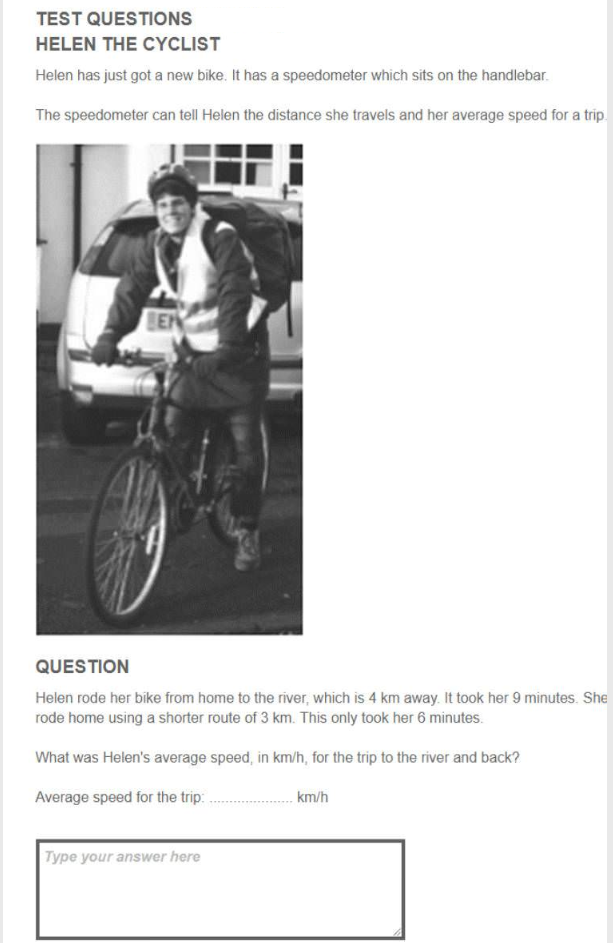 TEST QUESTIONS
HELEN THE CYCLIST
Helen has just got a new bike. It has a speedometer which sits on the handlebar.
The speedometer can tell Helen the distance she travels and her average speed for a trip.
EN
QUESTION
Helen rode her bike from home to the river, which is 4 km away. It took her 9 minutes. She
rode home using a shorter route of 3 km. This only took her 6 minutes.
What was Helen's average speed, in km/h, for the trip to the river and back?
Average speed for the trip: ..................... km/h
Type your answer here